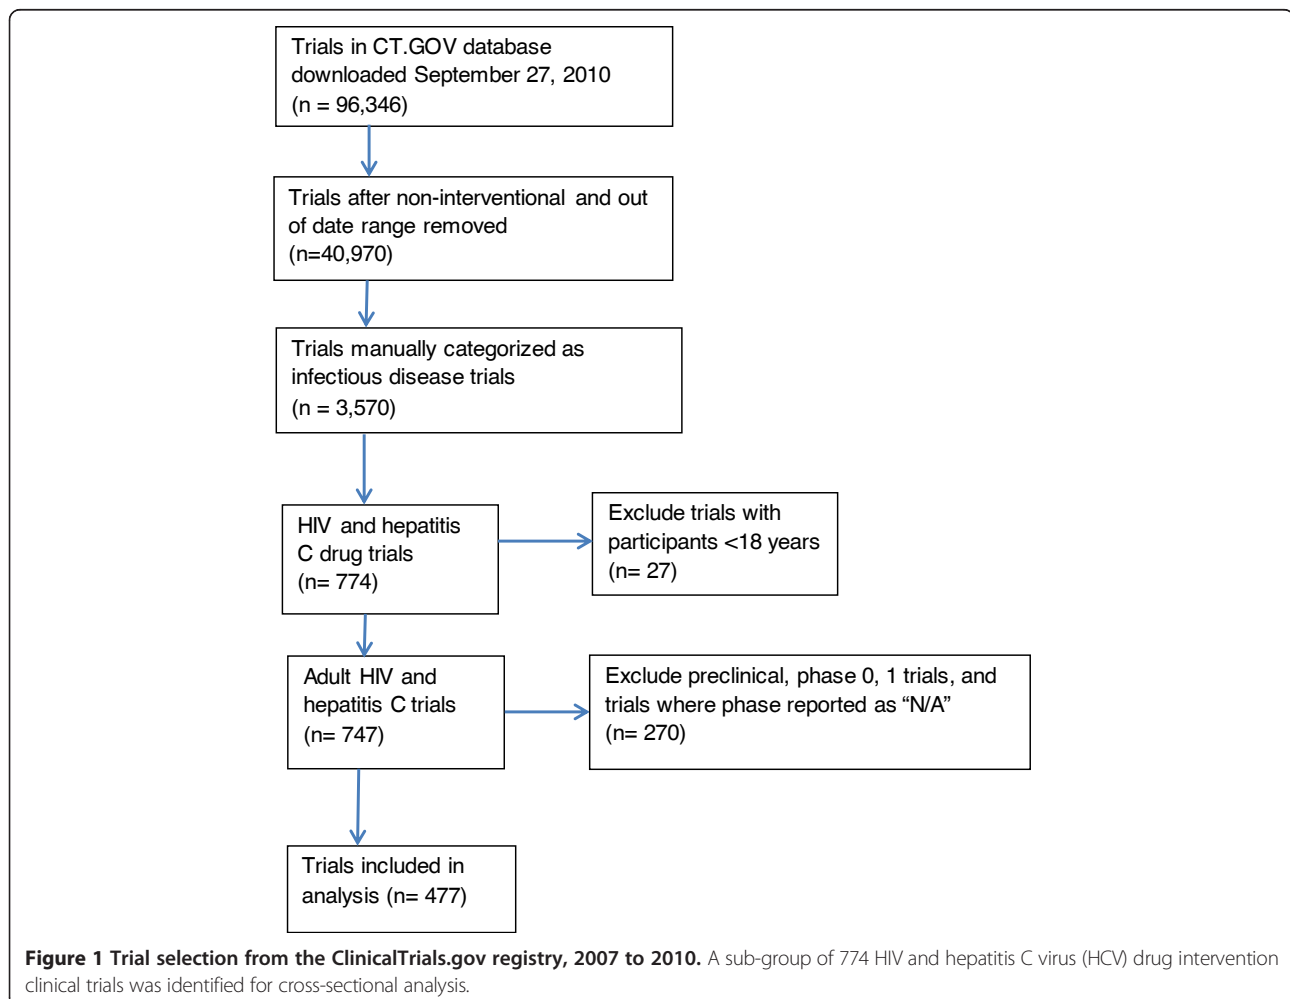 Trials in CT.GOV database
downloaded September 27, 2010
(n = 96,346)
Trials after non-interventional and out
of date range removed
(n=40,970)
Trials manually categorized as
infectious disease trials
(n = 3,570)
HIV and hepatitis
C drug trials
(n= 774)
Exclude trials with
participants <18 years
(n= 27)
Adult HIV and
hepatitis C trials
(n= 747)
Exclude preclinical, phase 0, 1 trials, and
trials where phase reported as “N/A”
(n= 270)
Trials included in
analysis (n= 477)
Figure 1 Trial selection from the ClinicalTrials.gov registry, 2007 to 2010. A sub-group of 774 HIV and hepatitis C virus (HCV) drug intervention
clinical trials was identified for cross-sectional analysis.